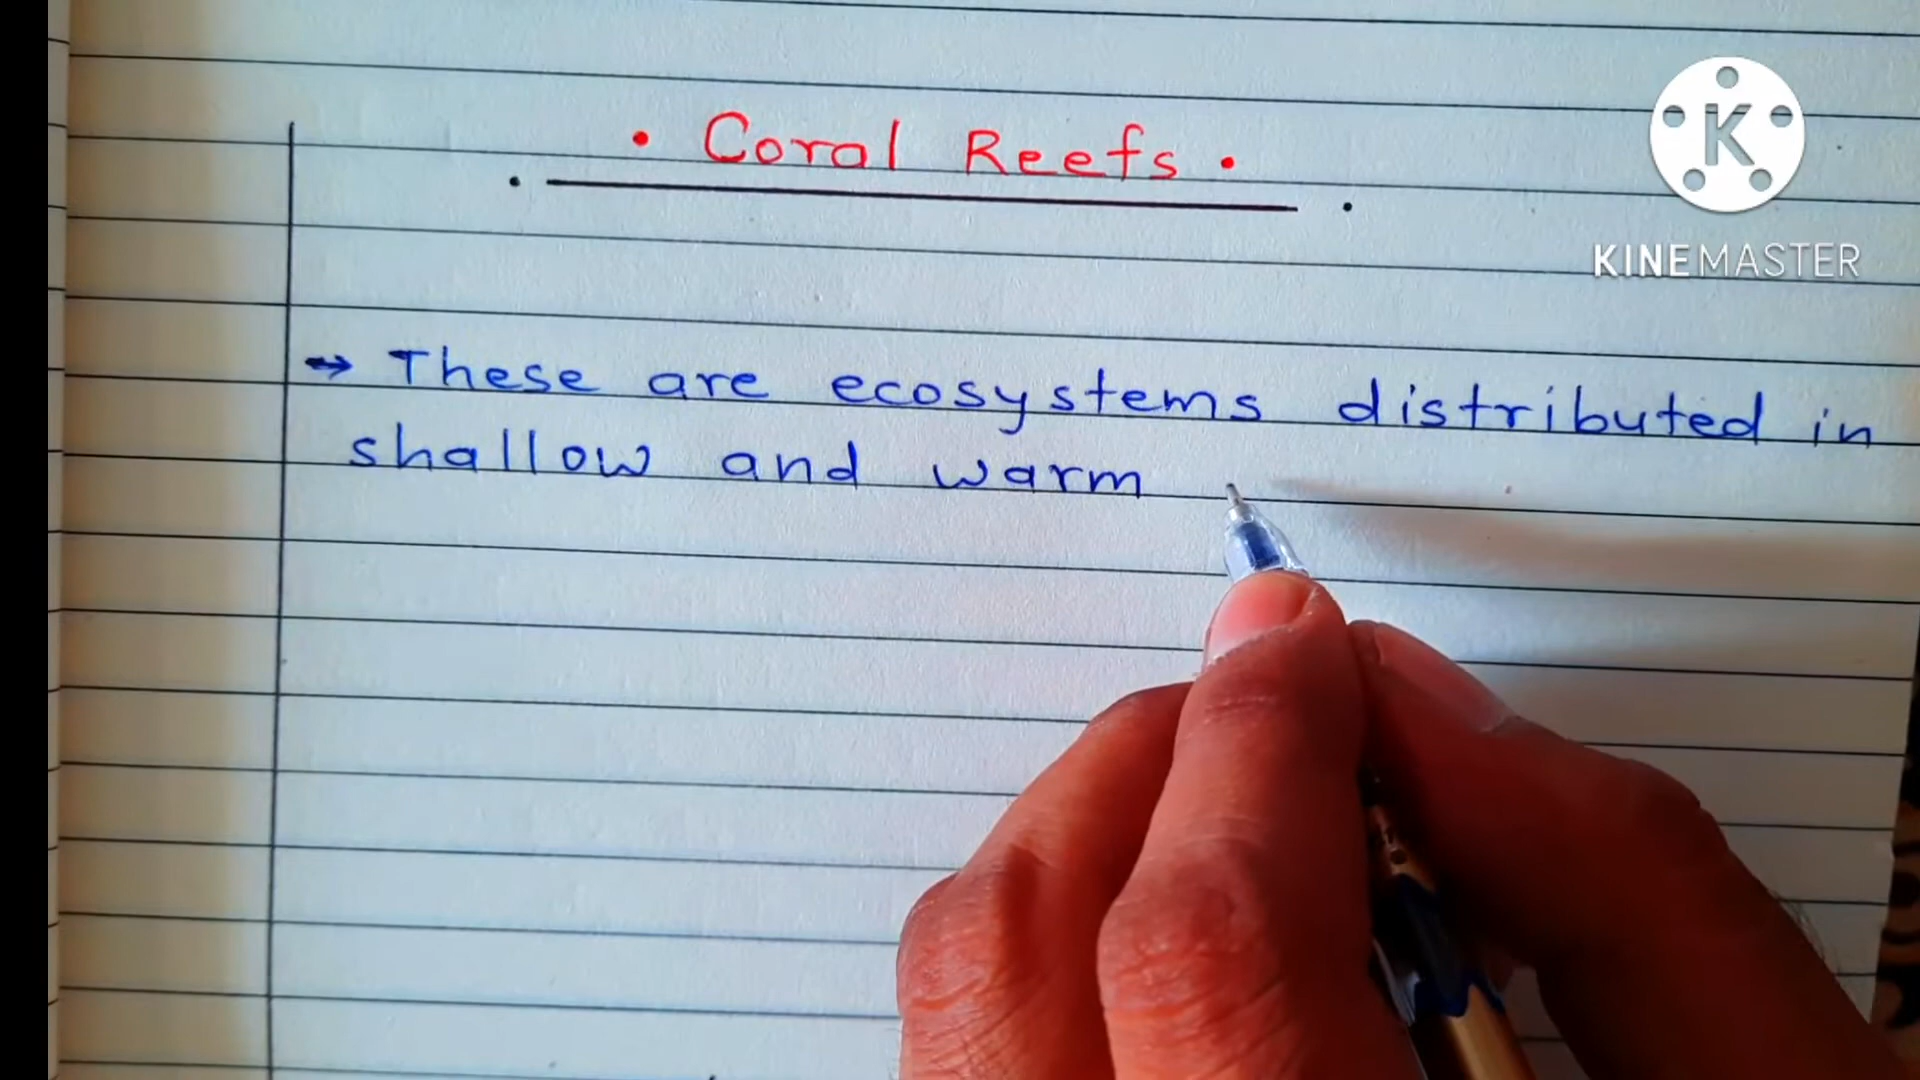 • Coral Reefs •
K
KINEMASTER
→ These are ecosystems distributed in
shallow and warm